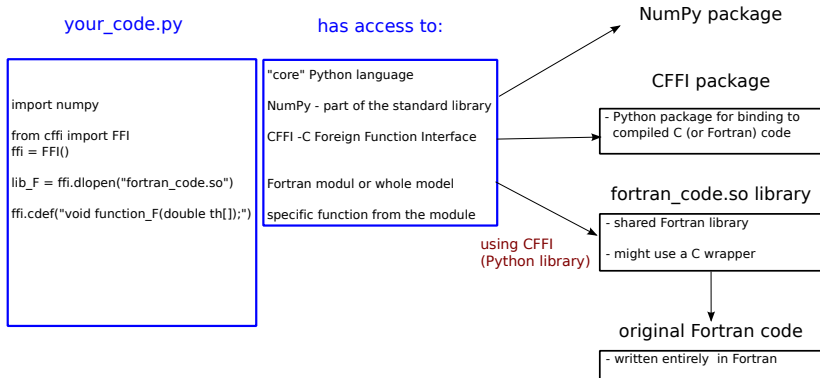 your_code.py
import numpy
from cffi import FFI
ffi = FFI()
lib_F = ffi.dlopen("fortran_code.so")
ffi.cdef("void function_F(double th[]);")
has access to:
"core" Python language
NumPy - part of the standard library
CFFI -C Foreign Function Interface
Fortran modul or whole model
specific function from the module
using CFFI
(Python library)
NumPy package
CFFI package
- Python package for binding to
compiled C (or Fortran) code
fortran_code.so library
- shared Fortran library
- might use a C wrapper
original Fortran code
- written entirely  in Fortran